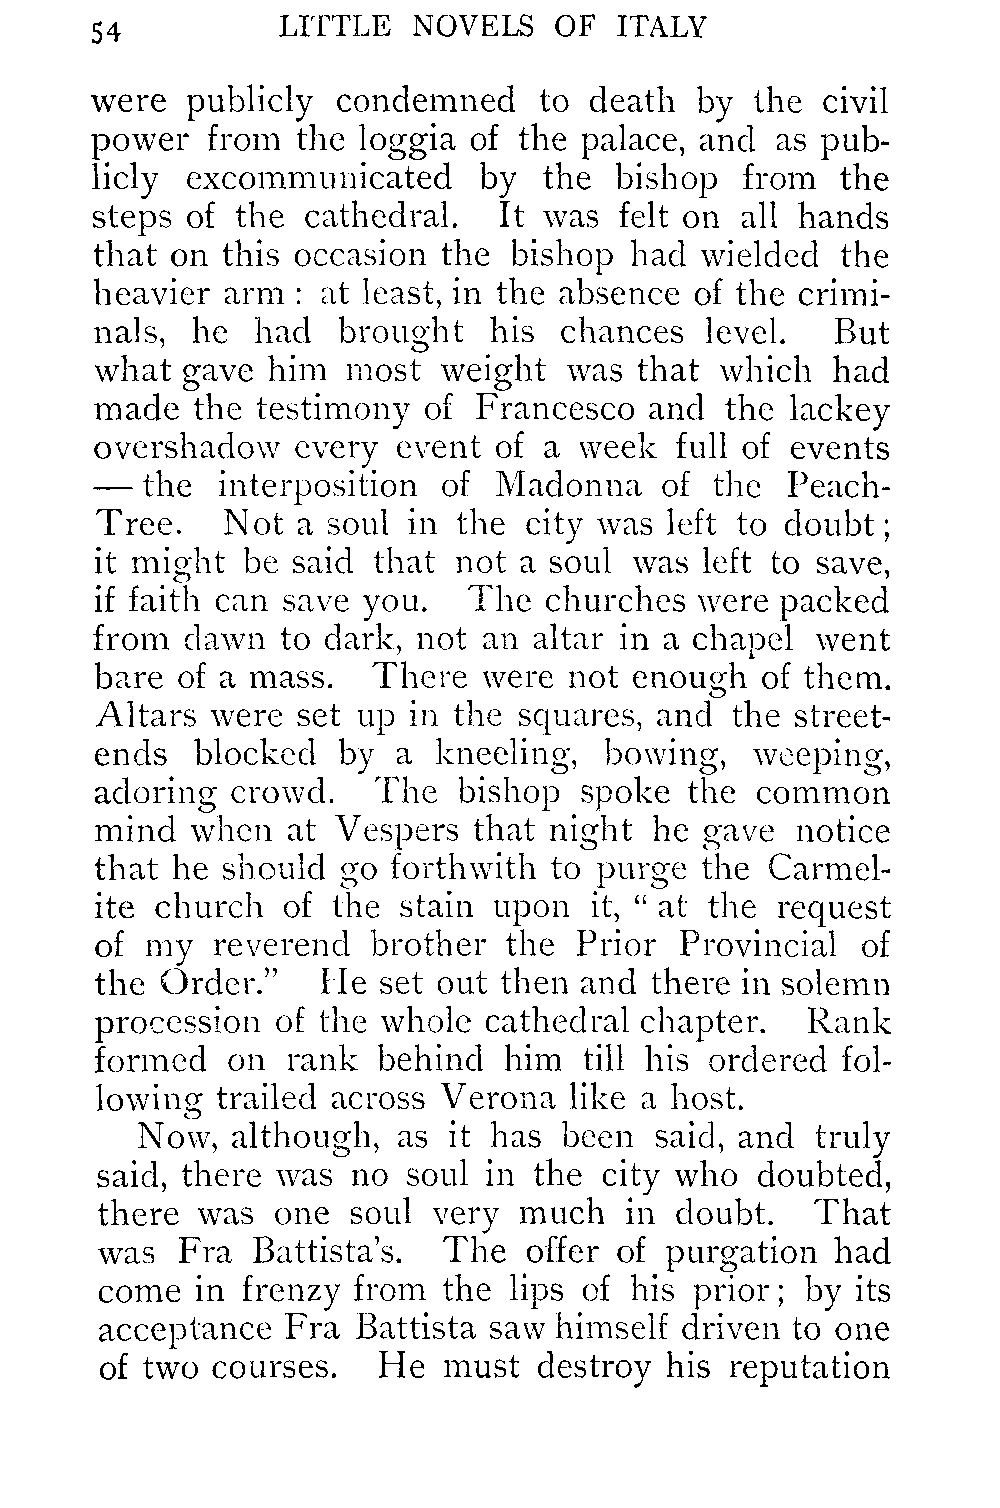 54 LITTLE NOVELS OF ITALY
were publicly condemned to death by the civil
power from the loggia of the palace, and as pub-
licly excommunicated by the bishop from the
steps of the cathedral. It was felt on all hands
that on this occasion the bishop had wielded the
heavier arm : at least, in the absence of the crimi-
nals, he had brought his chances level. But
what gave him most weight was that which had
made the testimony of Francesco and the lackey
overshadow every event of a week full of events
— the interposition of Madonna of the Peach-
Tree. Not a soul in the city was left to doubt ;
it might be said that not a soul was left to save,
if faith can save you. The churches were packed
from dawn to dark, not an altar in a chapel went
bare of a mass. There were not enough of them.
Altars were set up in the squares, and the street-
ends blocked by a kneeling, bowing, weeping,
adoring crowd. The bishop spoke the common
mind when at Vespers that night he gave notice
that he should go forthwith to purge the Carmel-
ite church of the stain upon it, “ at the request
of my reverend brother the Prior Provincial of
the Order.” He set out then and there in solemn
procession of the whole cathedral chapter. Rank
formed on rank behind him till his ordered fol-
lowing trailed across Verona like a host.
Now, although, as it has been said, and truly
said, there was no soul in the city who doubted,
there was one soul very much in doubt. That
was Fra Battista’s. The offer of purgation had
come in frenzy from the lips of his prior ; by its
acceptance Fra Battista saw himself driven to one
of two courses. He must destroy his reputation